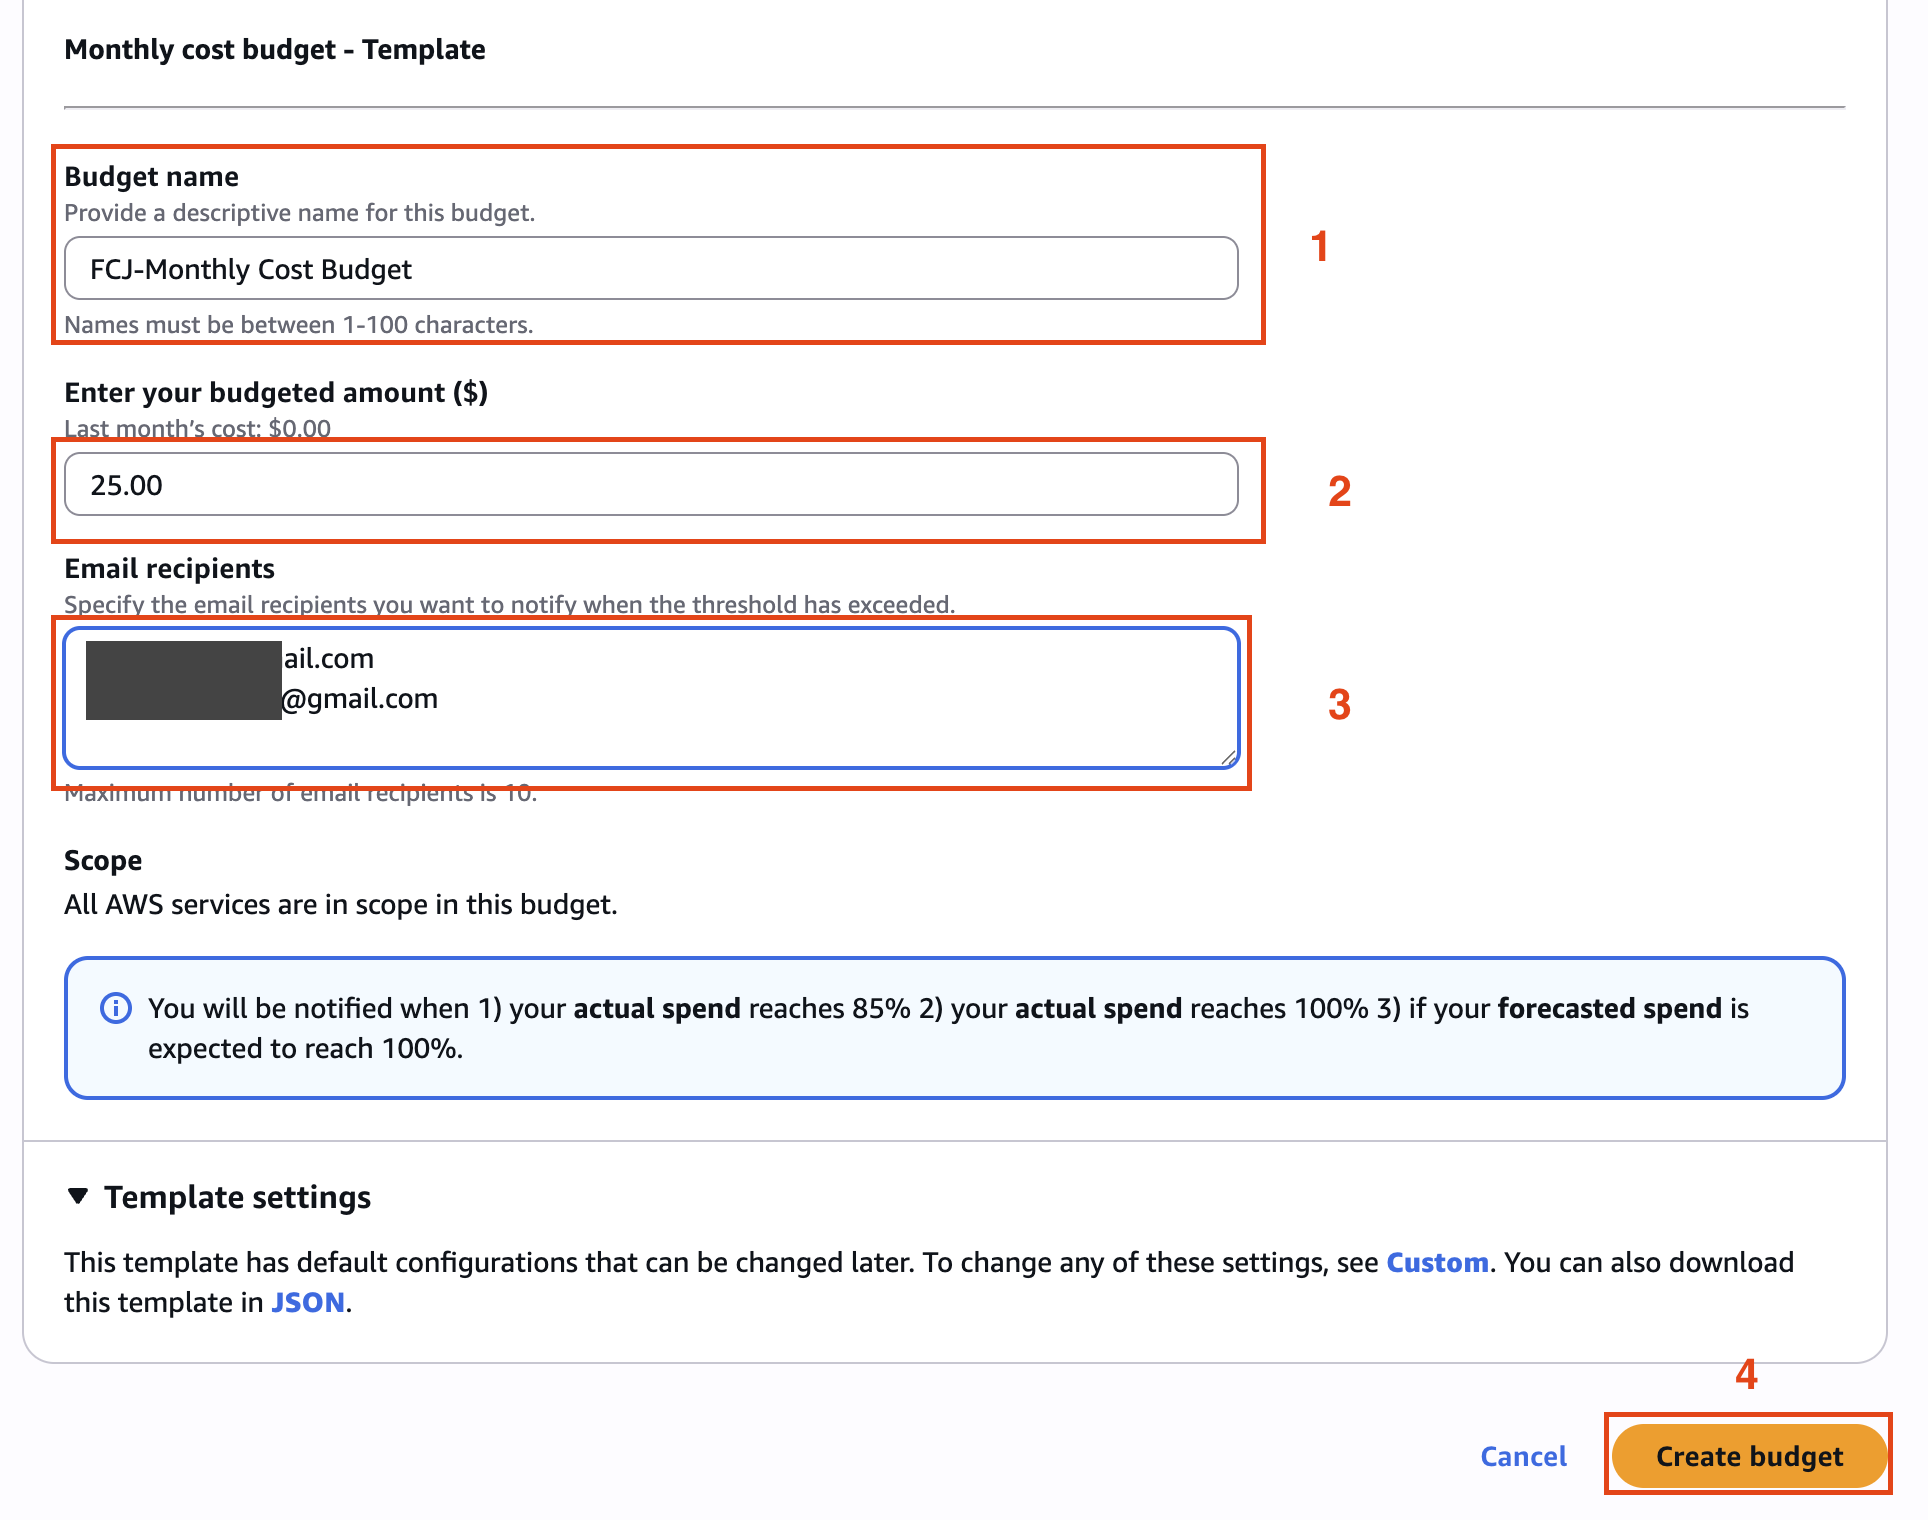 Monthly cost budget - Template
Budget name
Provide a descriptive name for this budget.
FCJ-Monthly Cost Budget
1
Names must be between 1-100 characters.
Enter your budgeted amount ($)
Last month's cost: $0.00
25.00
2
Email recipients
Specify the email recipients you want to notify when the threshold has exceeded.
ail.com
@gmail.com
3
Maximum number of email recipients is 10.
Scope
All AWS services are in scope in this budget.
You will be notified when 1) your actual spend reaches 85% 2) your actual spend reaches 100% 3) if your forecasted spend is
expected to reach 100%.
Template settings
This template has default configurations that can be changed later. To change any of these settings, see Custom. You can also download
this template in JSON.
4
Cancel
Create budget